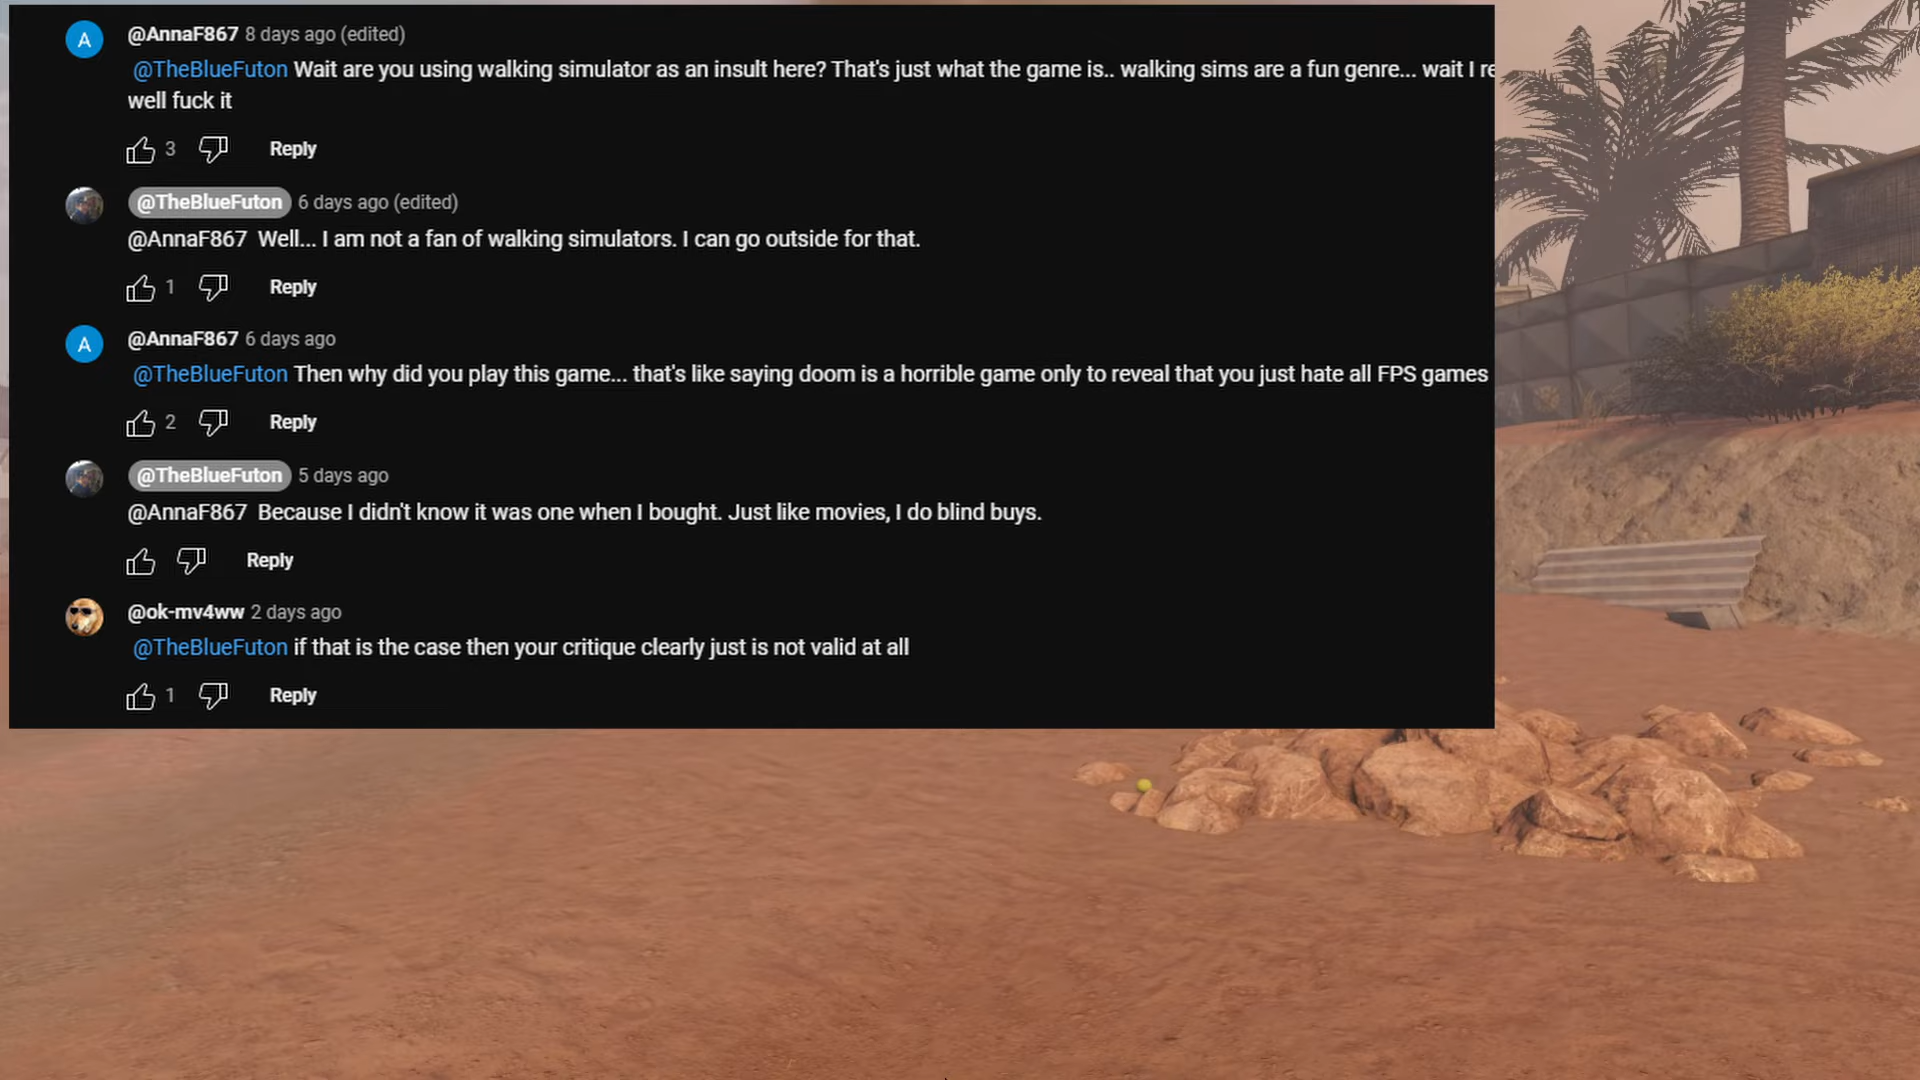 @AnnaF867 8 days ago (edited)
@TheBlueFuton Wait are you using walking simulator as an insult here? That's just what the game is.. walking sims are a fun genre... wait I
well fuck it
3 Reply
@TheBlueFuton 6 days ago (edited)
@AnnaF867 Well... I am not a fan of walking simulators. I can go outside for that.
1 Reply
@AnnaF867 6 days ago
@TheBlueFuton Then why did you play this game... that's like saying doom is a horrible game only to reveal that you just hate all FPS games
2 Reply
@TheBlueFuton 5 days ago
@AnnaF867 Because I didn't know it was one when I bought. Just like movies, I do blind buys.
Reply
@ok-mv4ww 2 days ago
@TheBlueFuton if that is the case then your critique clearly just is not valid at all
1 Reply